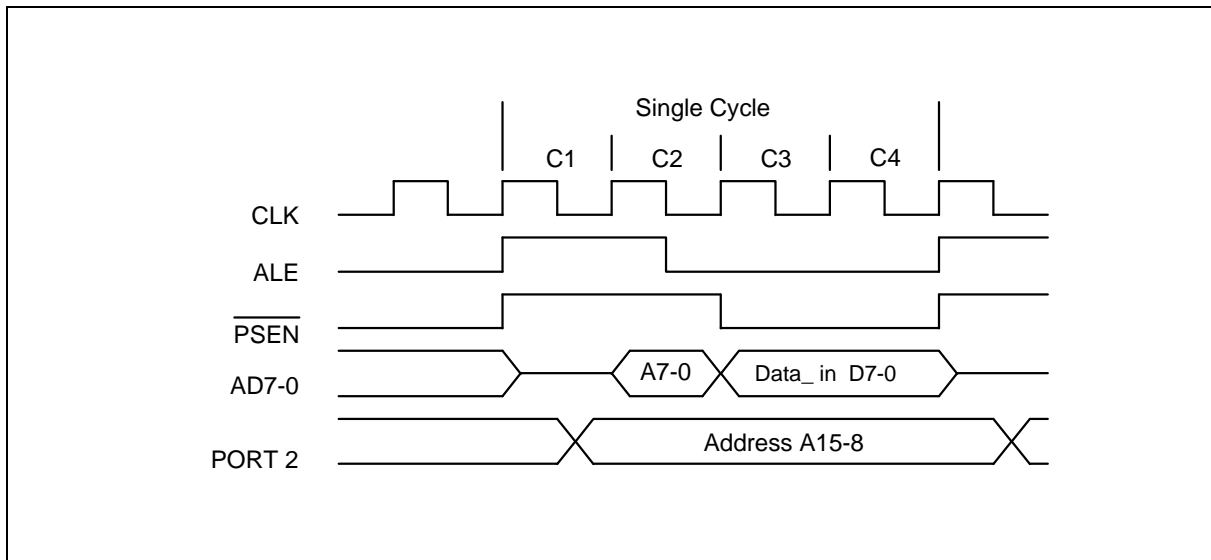 Single Cycle
C1 C2 C3 C4
CLK
ALE
PSEN
AD7-0 A7-0 Data_ in D7-0
PORT 2 Address A15-8